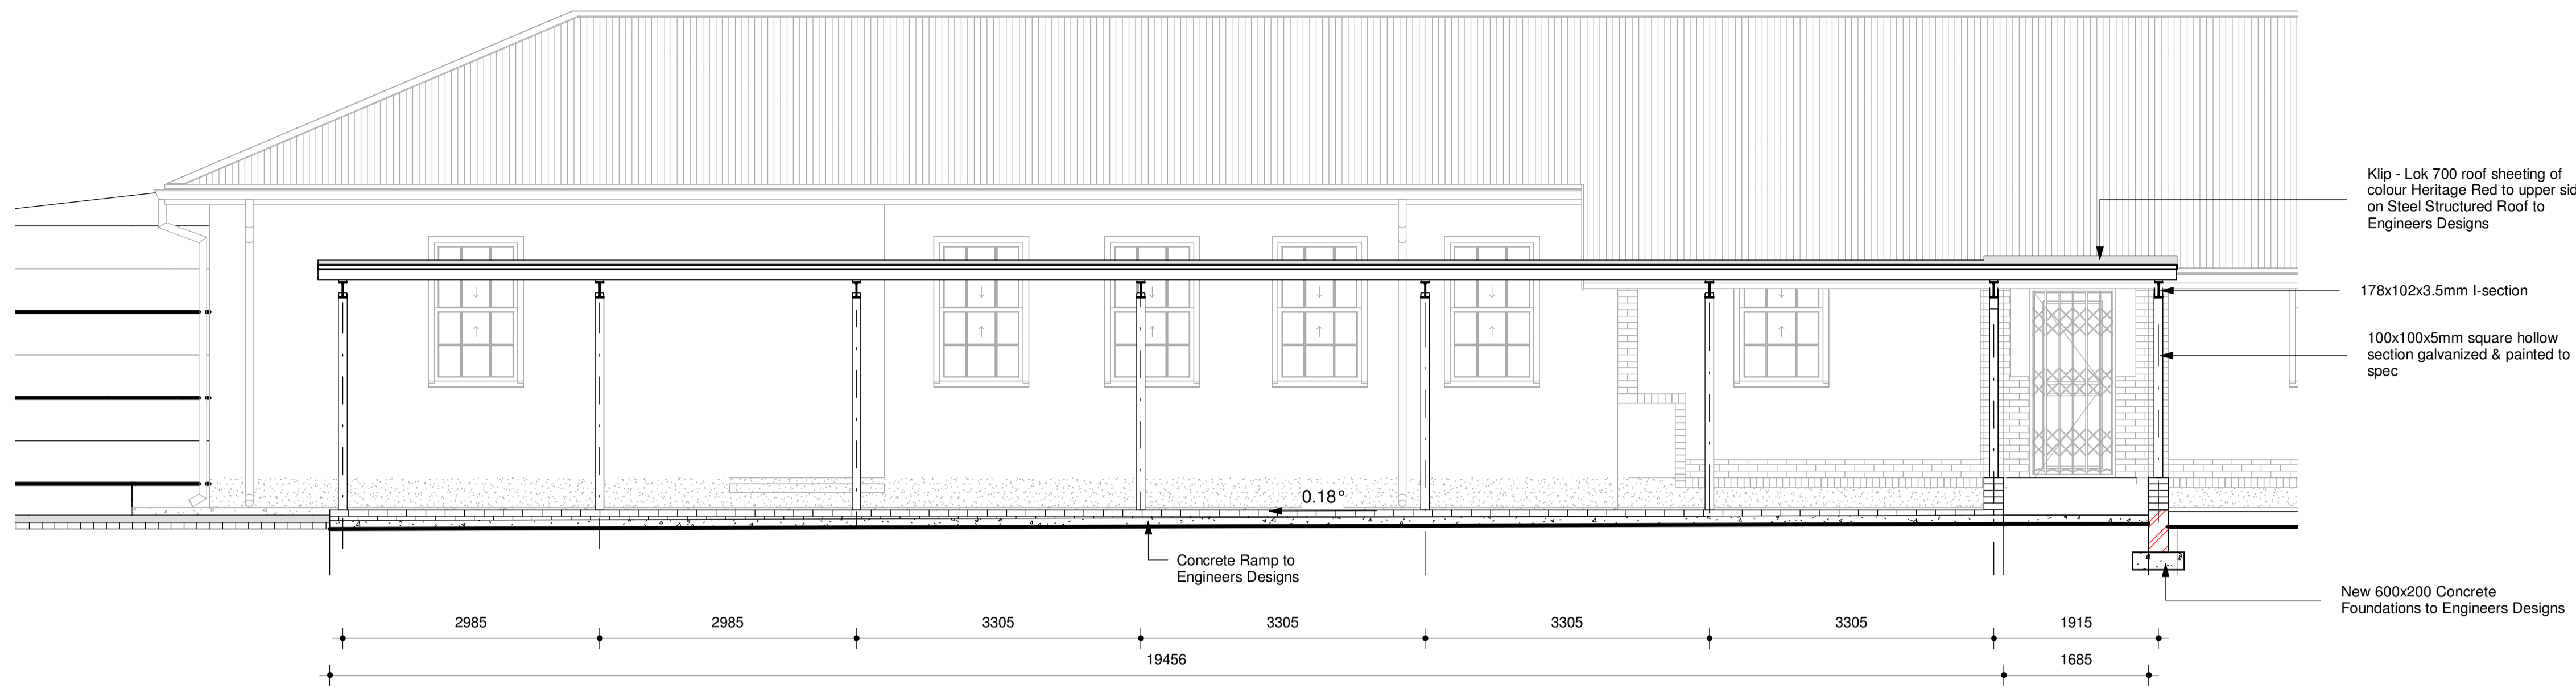 Klip - Lok 700 roof sheeting of
colour Heritage Red to upper sid
on Steel Structured Roof to
Engineers Designs
178x102x3.5mm I-section
100x100x5mm square hollow
section galvanized & painted to
spec
0.18°
Concrete Ramp to
Engineers Designs
New 600x200 Concrete
Foundations to Engineers Designs
2985
2985
3305
3305
3305
3305
1915
19456
1685